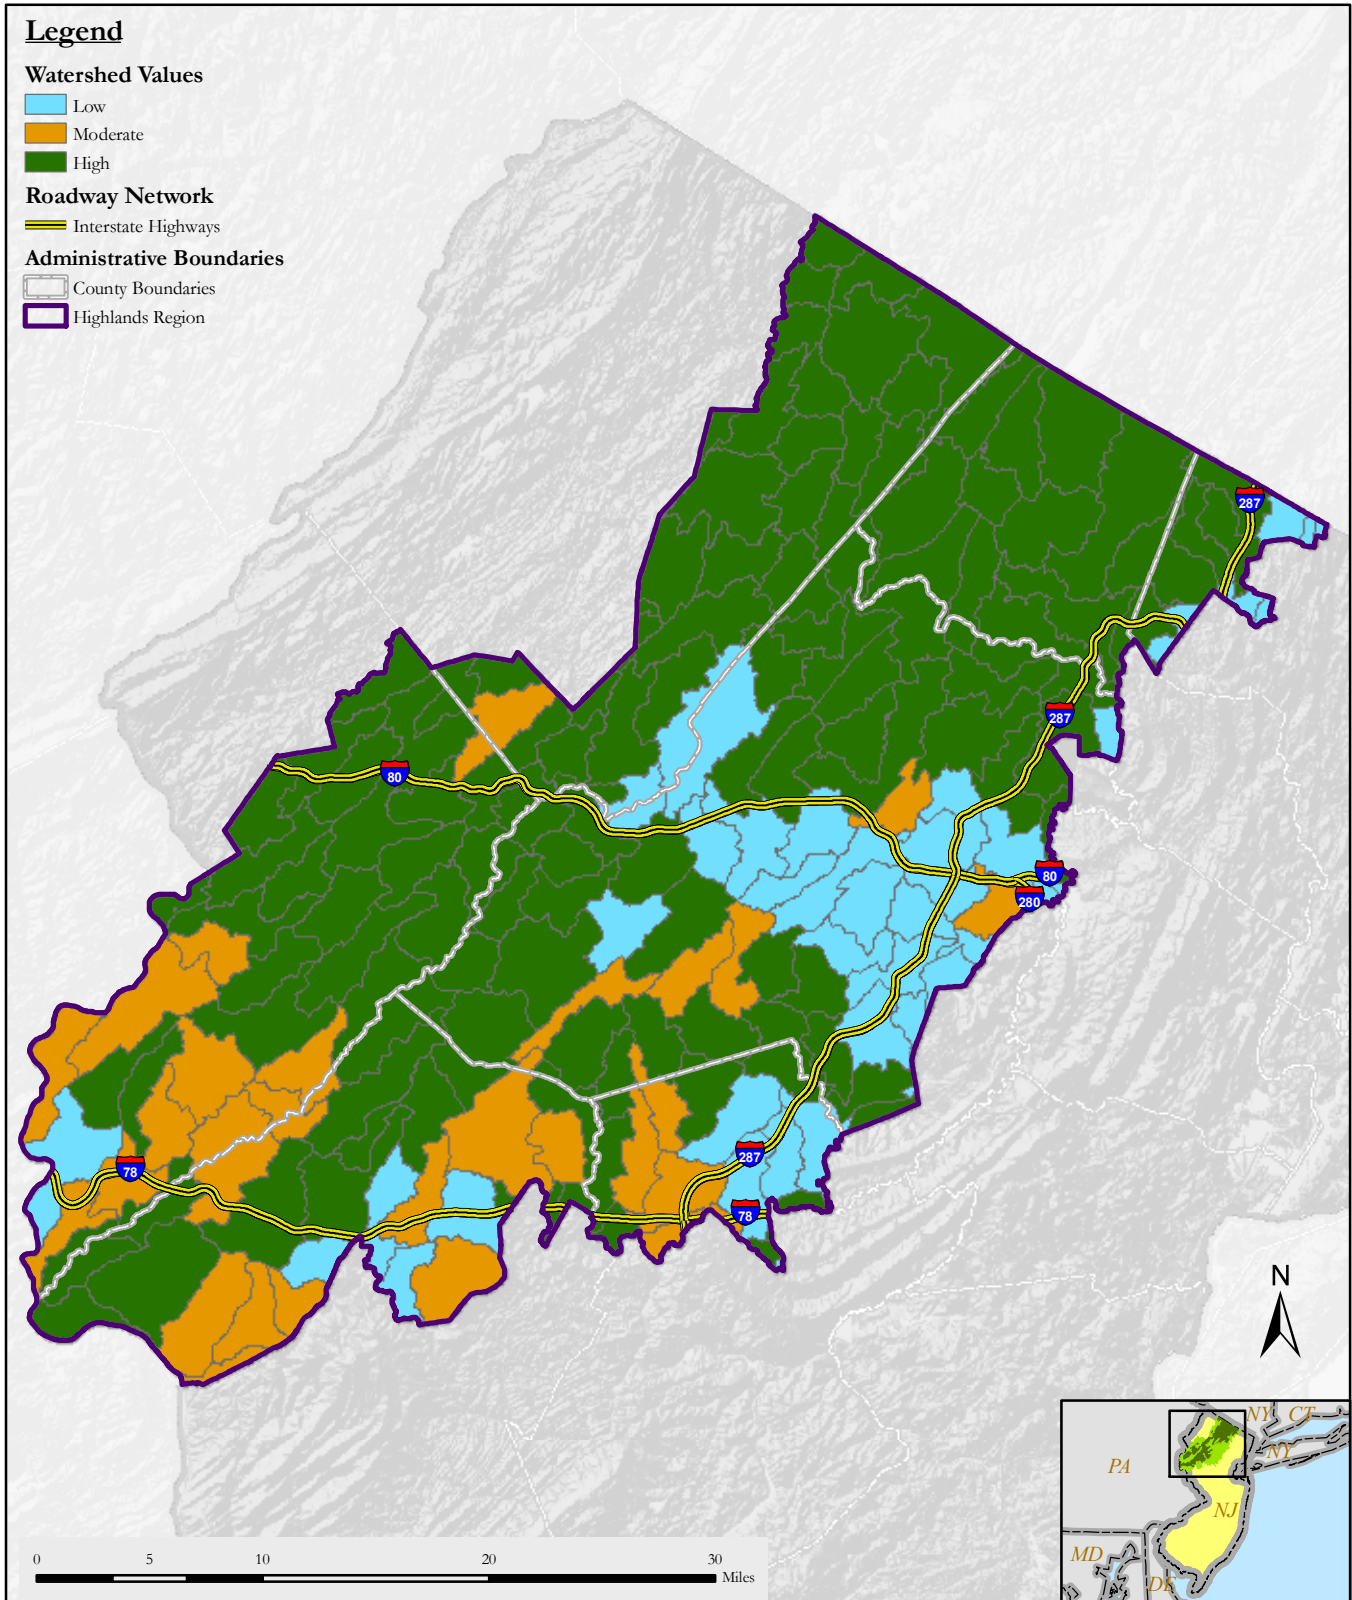 Legend
Watershed Values
Low
Moderate
High
Roadway Network
Interstate Highways
Administrative Boundaries
County Boundaries
Highlands Region
287
287
80
80
280
78
287
78
N
NY CT
NY
PA
NJ
MD
DE
0 5 10 20 30
Miles